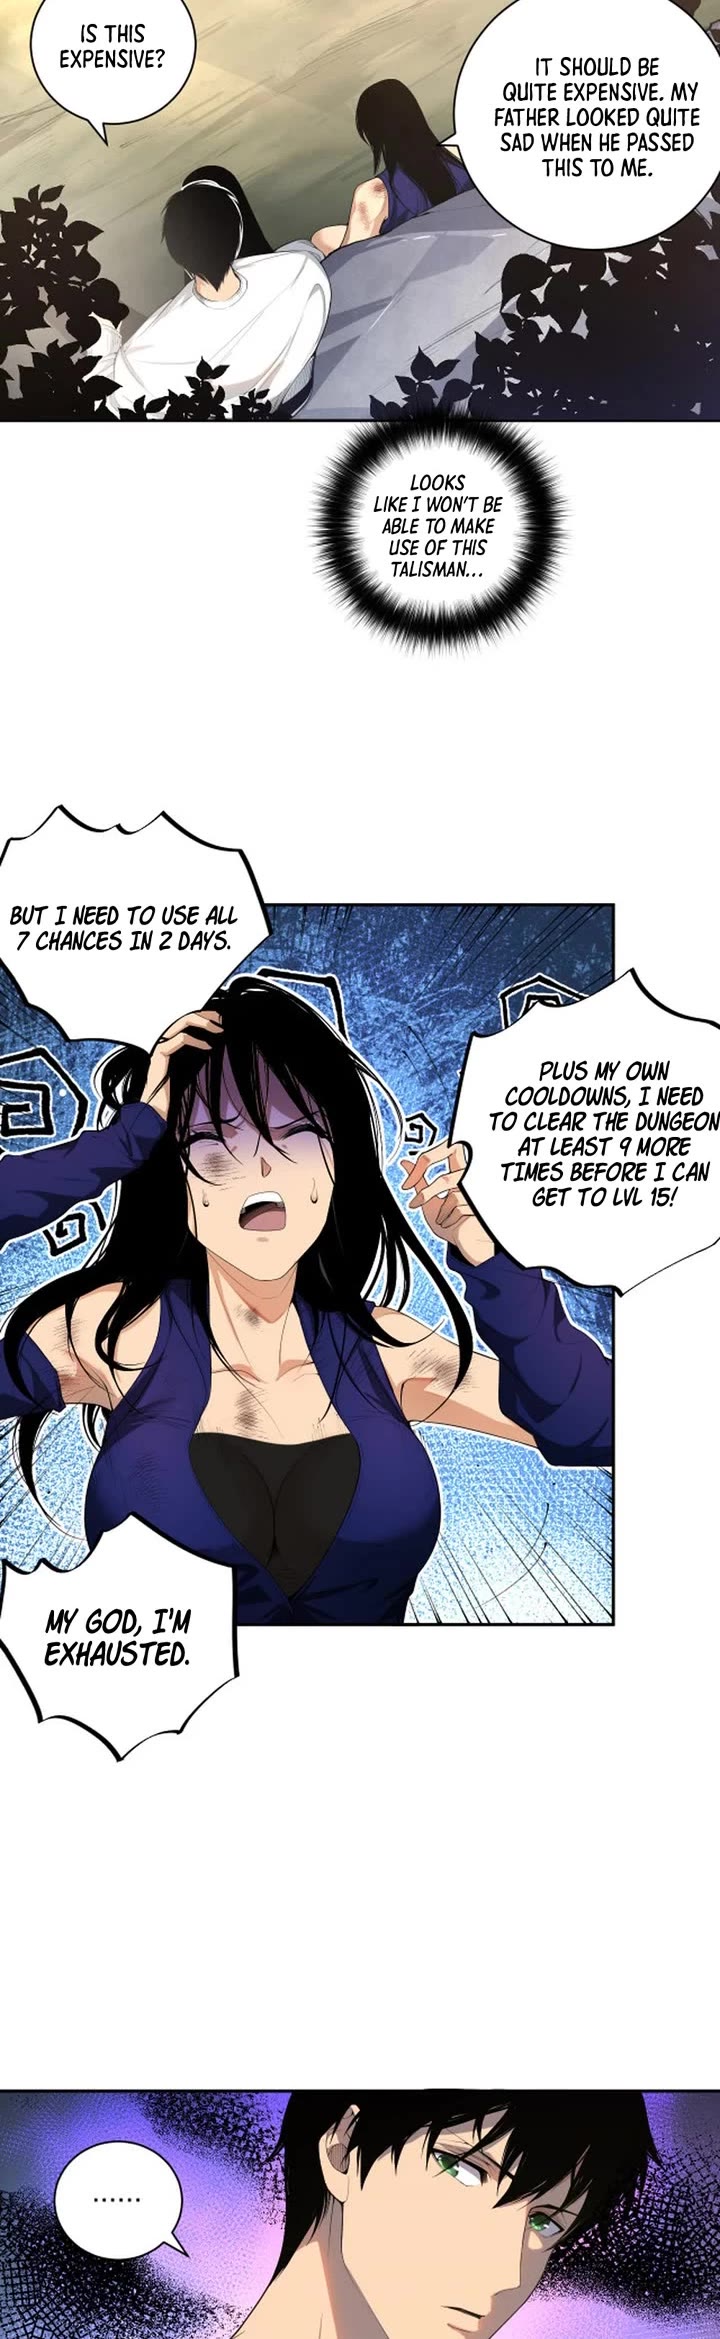 IS THIS
EXPENSIVE?
IT SHOULD BE
QUITE EXPENSIVE. MY
FATHER LOOKED QUITE
SAD WHEN HE PASSED
THIS TO ME.
LOOKS
LIKE I WON'T BE
ABLE TO MAKE
USE OF THIS
TALISMAN...
BUT I NEED TO USE ALL
7 CHANCES IN 2 DAYS.
PLUS MY OWN
COOLDOWNS, I NEED
TO CLEAR THE DUNGEON
AT LEAST 9 MORE
TIMES BEFORE I CAN
GET TO LVL 15!
MY GOD, I'M
EXHAUSTED.
......